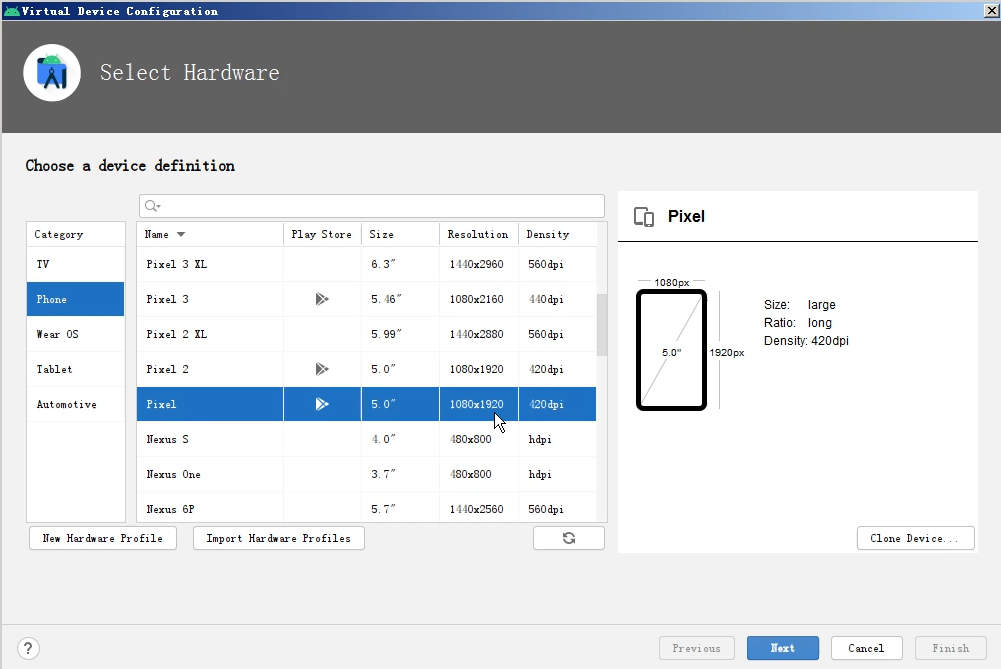 Virtual Device Configuration
Select Hardware
Choose a device definition
Category
TV
Phone
Wear OS
Tablet
Automotive
Name Play Store Size Resolution Density
Pixel 3 XL 6.3" 1440x2960 560dpi
Pixel 3 5.46" 1080x2160 440dpi
Pixel 2 XL 5.99" 1440x2880 560dpi
Pixel 2 5.0" 1080x1920 420dpi
Pixel 5.0" 1080x1920 420dpi
Nexus S 4.0" 480x800 hdpi
Nexus One 3.7" 480x800 hdpi
Nexus 6P 5.7" 1440x2560 560dpi
New Hardware Profile Import Hardware Profiles
Pixel
1080px
5.0"
1920px
Size: large
Ratio: long
Density: 420dpi
Clone Device...
? Previous Next Cancel Finish